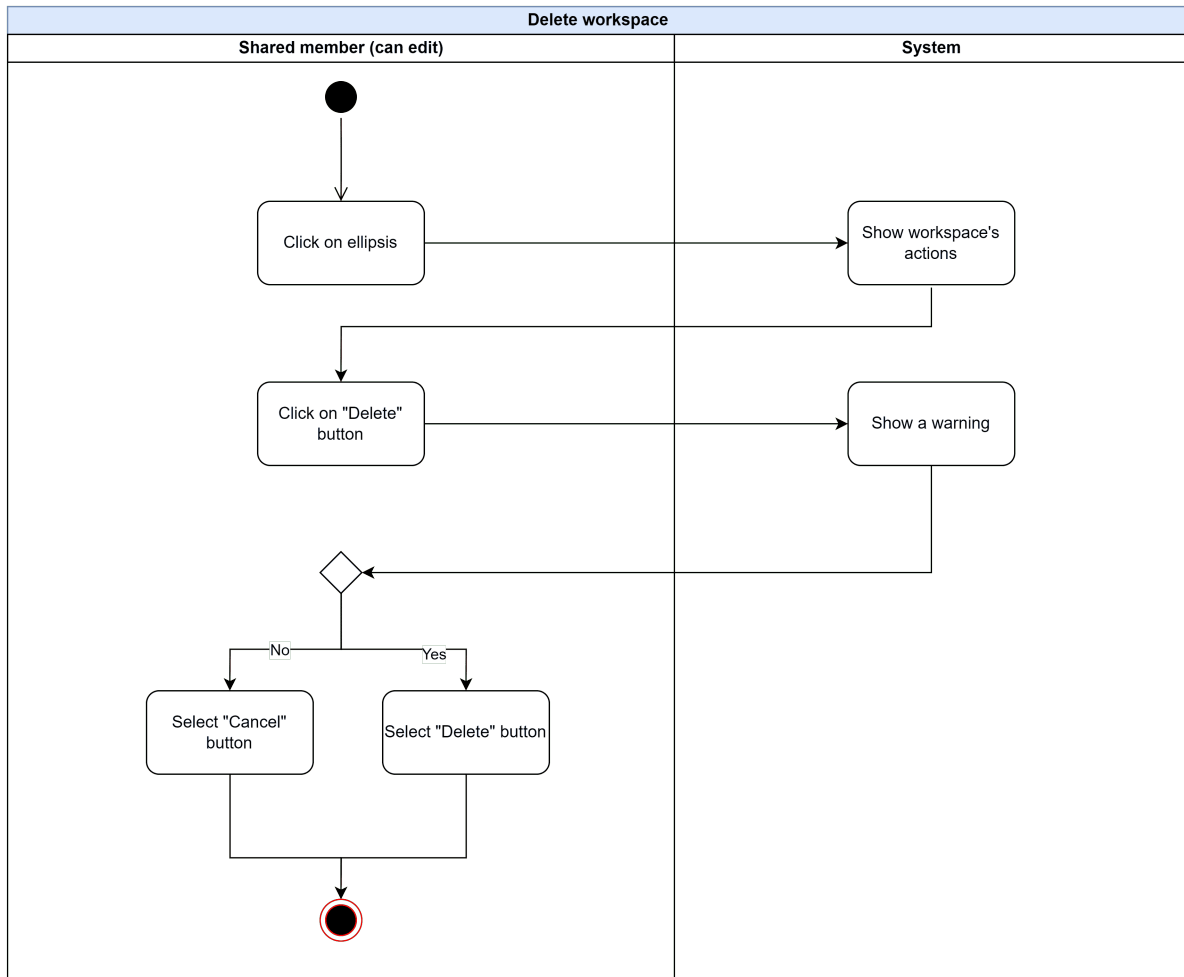 Delete workspace
Shared member (can edit)
System
Click on ellipsis
Show workspace's
actions
Click on "Delete"
button
Show a warning
No
Yes
Select "Cancel"
button
Select "Delete" button